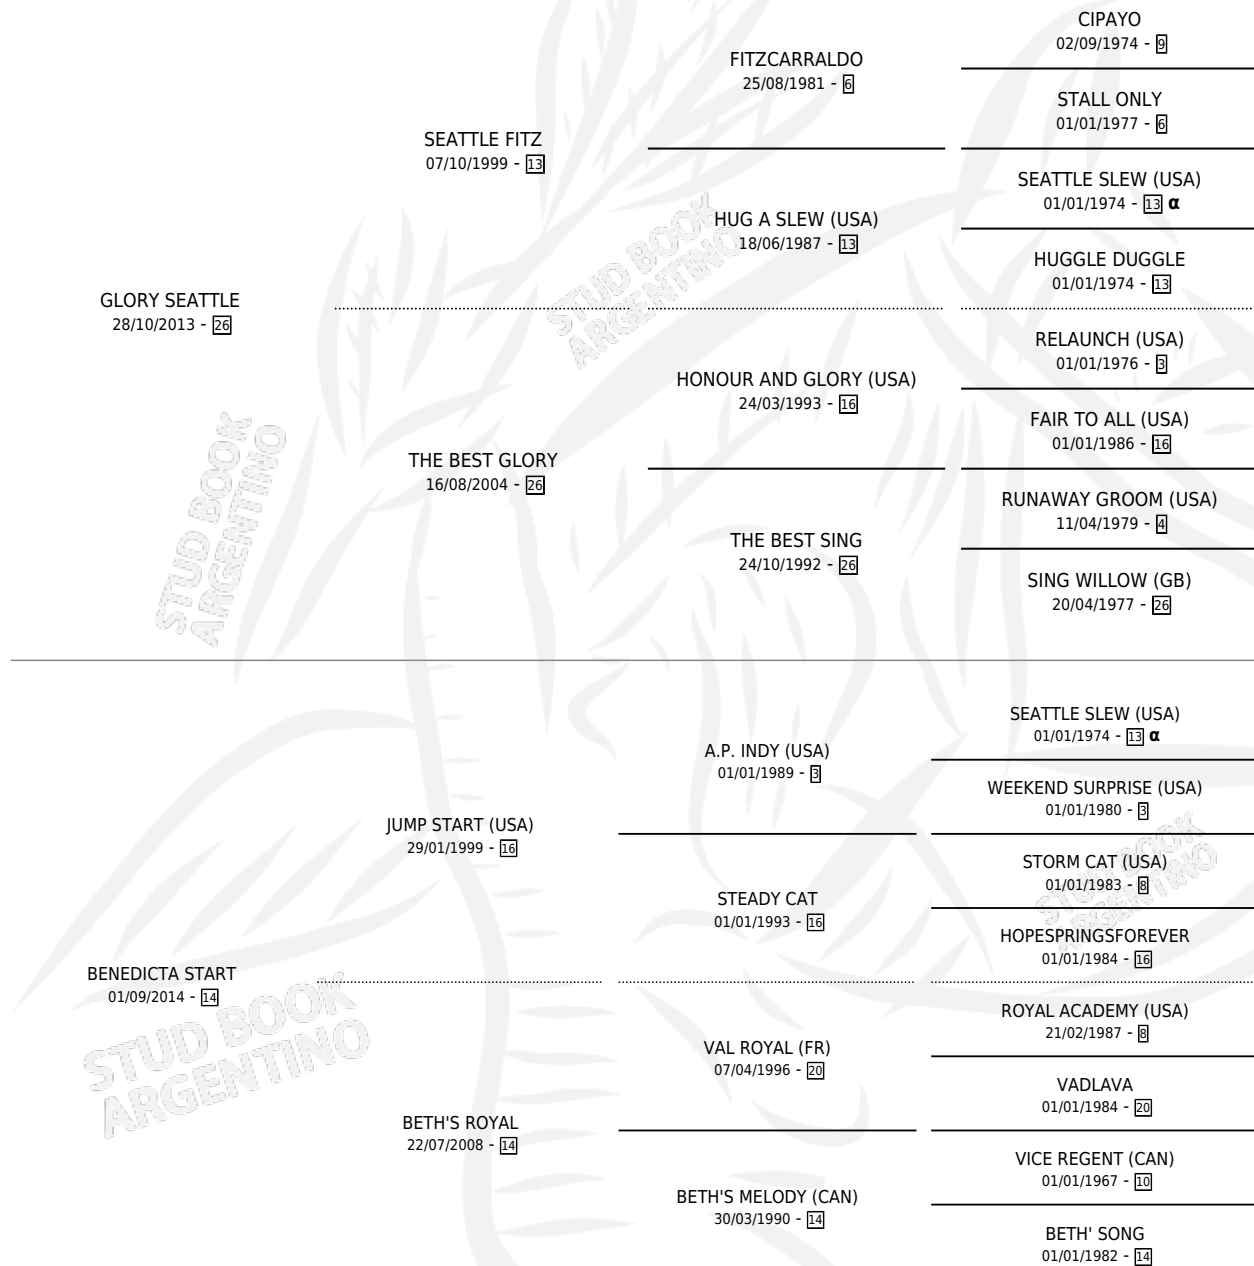 CIPAYO
02/09/1974 - 9
FITZCARRALDO
25/08/1981 - 6
STALL ONLY
01/01/1977 - 6
SEATTLE FITZ
07/10/1999 - 13
SEATTLE SLEW (USA)
01/01/1974 - 13 α
HUG A SLEW (USA)
18/06/1987 - 13
HUGGLE DUGGLE
01/01/1974 - 13
GLORY SEATTLE
28/10/2013 - 26
RELAUNCH (USA)
01/01/1976 - 3
HONOUR AND GLORY (USA)
24/03/1993 - 16
FAIR TO ALL (USA)
01/01/1986 - 16
THE BEST GLORY
16/08/2004 - 26
RUNAWAY GROOM (USA)
11/04/1979 - 4
THE BEST SING
24/10/1992 - 26
SING WILLOW (GB)
20/04/1977 - 26
SEATTLE SLEW (USA)
01/01/1974 - 13 α
A.P. INDY (USA)
01/01/1989 - 3
WEEKEND SURPRISE (USA)
01/01/1980 - 3
JUMP START (USA)
29/01/1999 - 16
STORM CAT (USA)
01/01/1983 - 8
STEADY CAT
01/01/1993 - 16
HOPESPRINGSFOREVER
01/01/1984 - 16
BENEDICTA START
01/09/2014 - 14
ROYAL ACADEMY (USA)
21/02/1987 - 8
VAL ROYAL (FR)
07/04/1996 - 20
VADLAVA
01/01/1984 - 20
BETH'S ROYAL
22/07/2008 - 14
VICE REGENT (CAN)
01/01/1967 - 10
BETH'S MELODY (CAN)
30/03/1990 - 14
BETH' SONG
01/01/1982 - 14
STUD BOOK
ARGENTINO
STUD BOOK
ARGENTINO
STUD BOOK
ARGENTINO
STUD BOOK
ARGENTINO